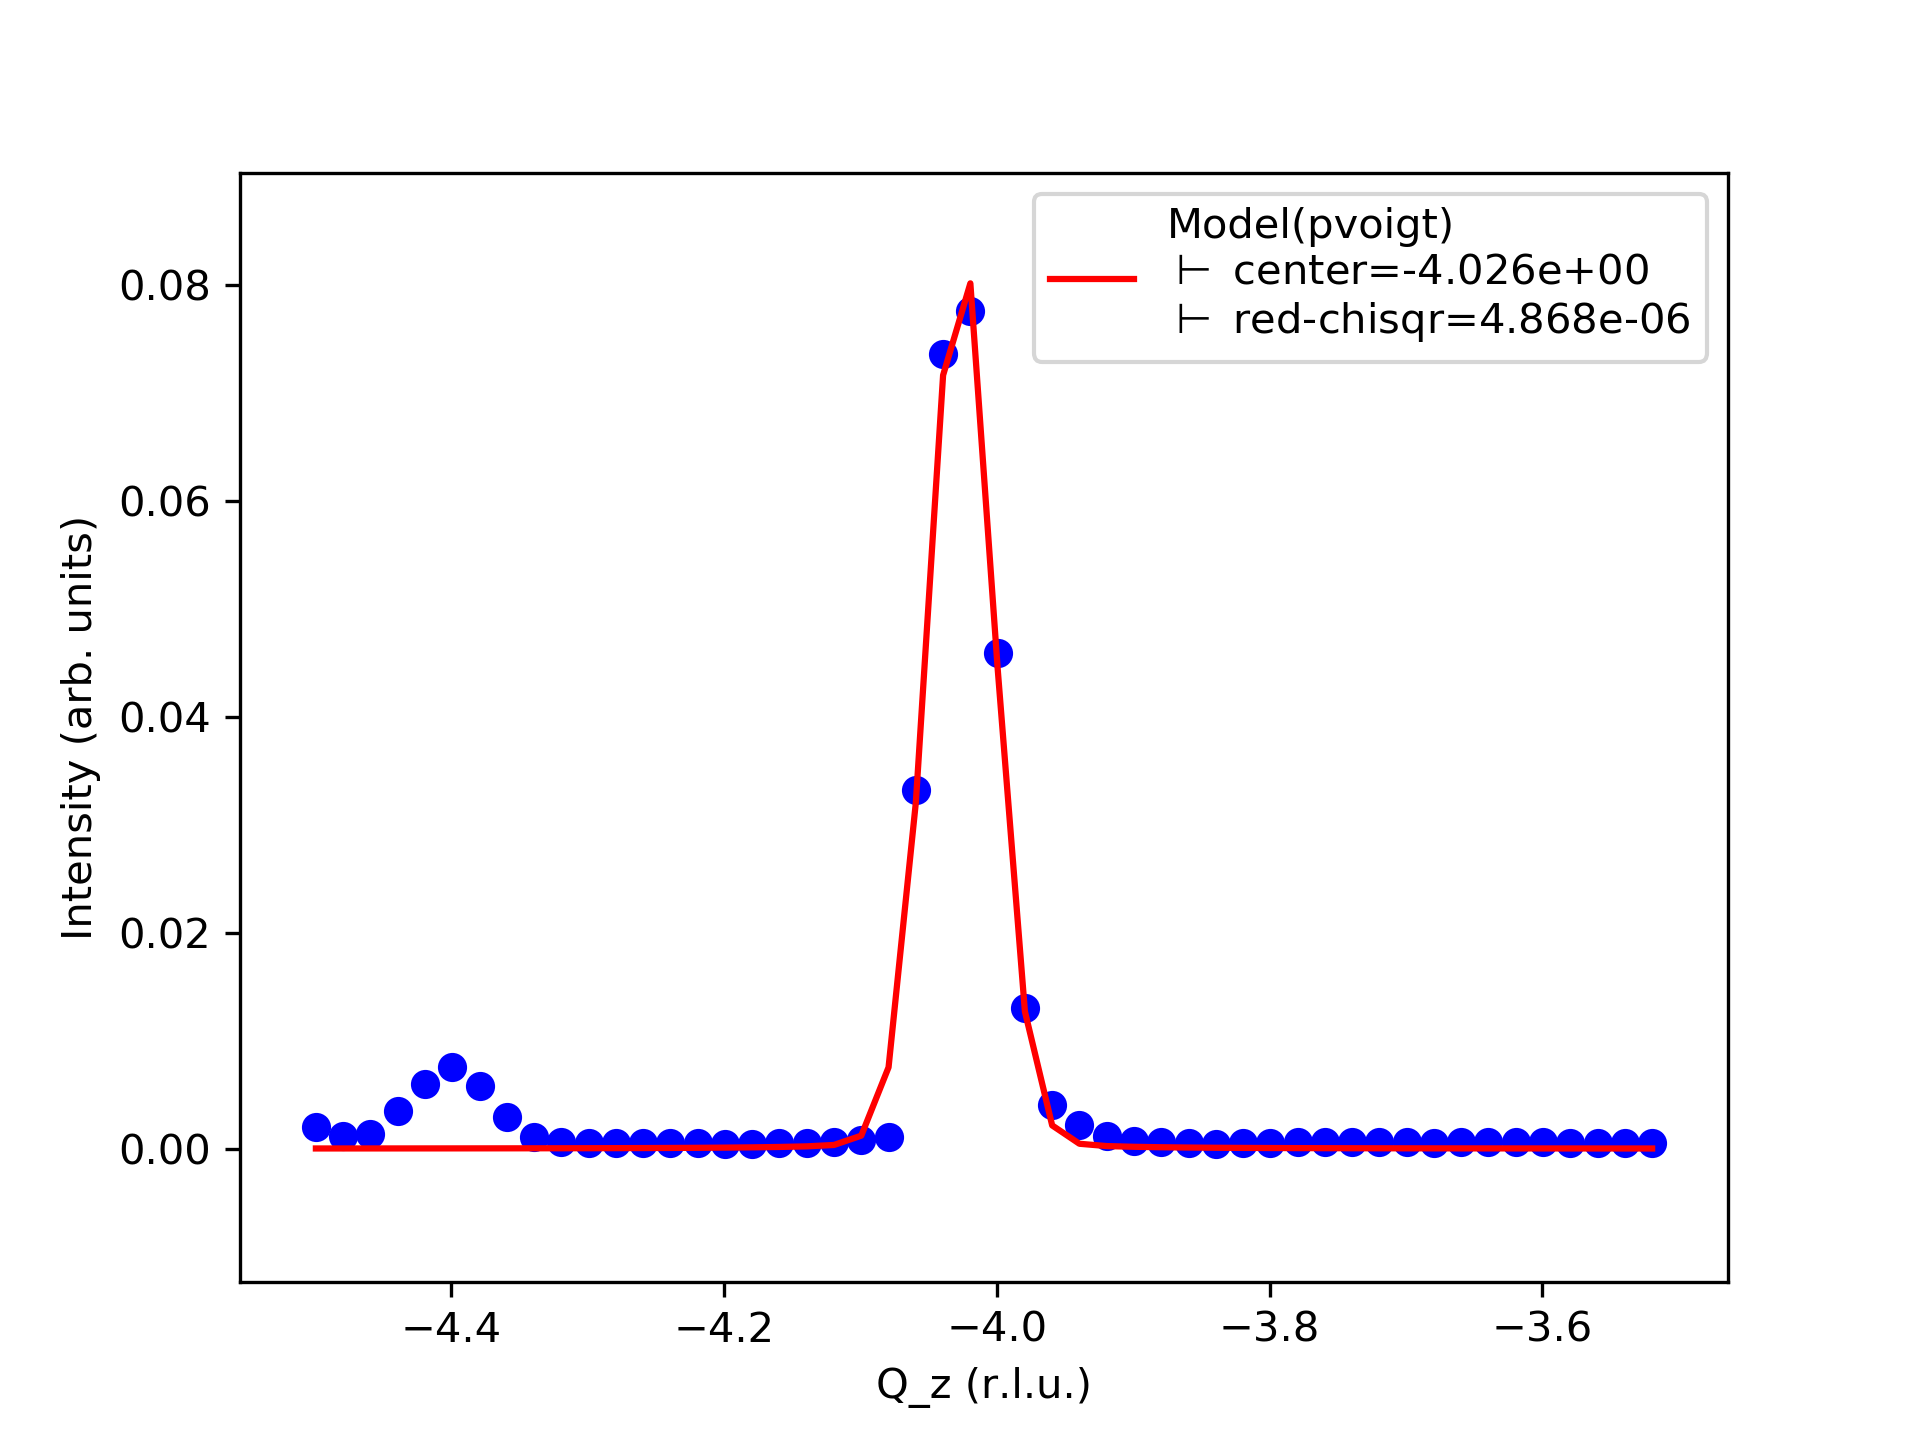 Model(pvoigt)
⊢ center=-4.026e+00
⊢ red-chisqr=4.868e-06
0.08
0.06
0.04
0.02
0.00
Intensity (arb. units)
−4.4 −4.2 −4.0 −3.8 −3.6
Q_z (r.l.u.)